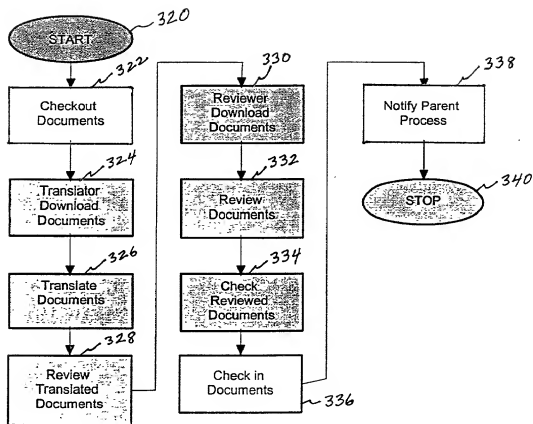 START
320
322
Checkout
Documents
324
Translator
Download
Documents
326
Translate
Documents
328
Review
Translated
Documents
330
Reviewer
Download
Documents
332
Review
Documents
334
Check
Reviewed
Documents
Check in
Documents
336
338
Notify Parent
Process
340
STOP